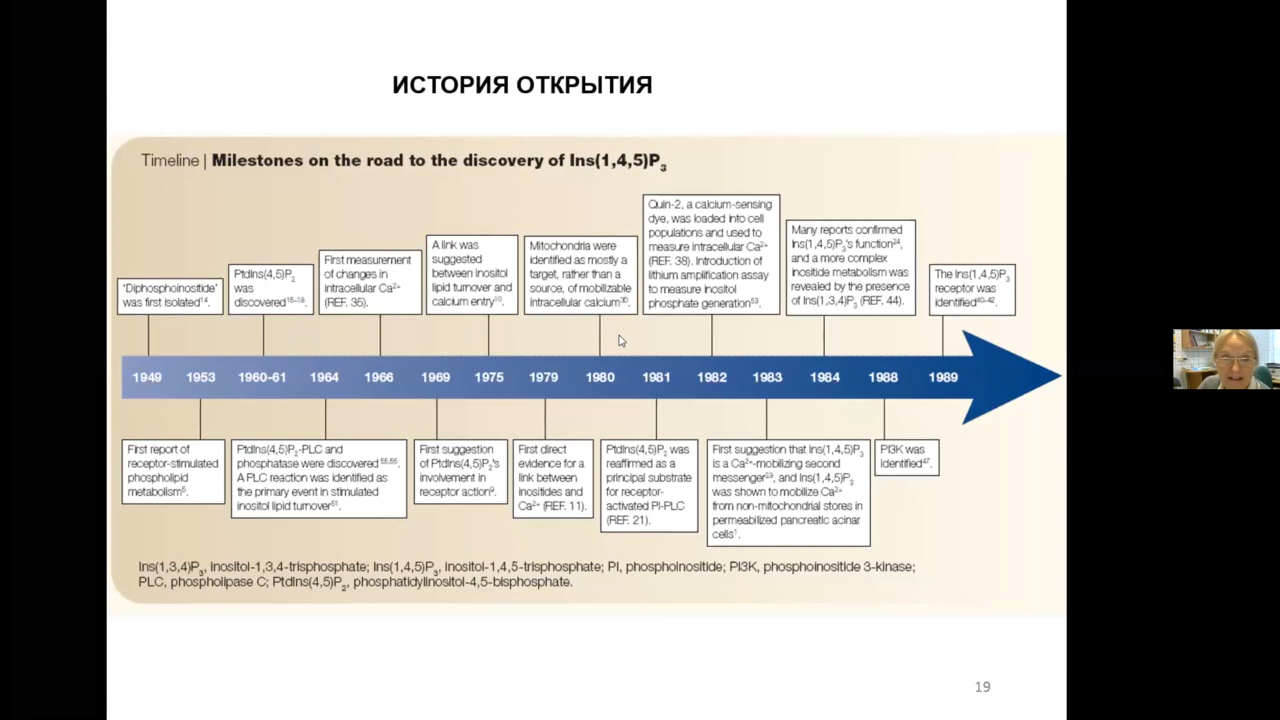 ИСТОРИЯ ОТКРЫТИЯ
Timeline | Milestones on the road to the discovery of Ins(1,4,5)P3
'Diphosphoinositide'
was first isolated14.
PtdIns(4,5)P2
was
discovered
First measurement
of changes in
intracellular Ca2+
(REF. 35).
A link was
suggested
between inositol
lipid turnover and
calcium entry10.
Mitochondria were
identified as mostly a
target, rather than a
source, of mobilizable
intracellular calcium30.
Quin-2, a calcium-sensing
dye, was loaded into cell
populations and used to
measure intracellular Ca2+
(REF. 38). Introduction of
lithium amplification assay
to measure inositol
phosphate generation53.
Many reports confirmed
Ins(1,4,5)P3's function24,
and a more complex
inositide metabolism was
revealed by the presence
of Ins(1,3,4)P3 (REF. 44).
The Ins(1,4,5)P3
receptor was
identified40–42.
1949 1953 1960-61 1964 1966 1969 1975 1979 1980 1981 1982 1983 1984 1988 1989
First report of
receptor-stimulated
phospholipid
metabolism5.
PtdIns(4,5)P2-PLC and
phosphatase were discovered55,56.
A PLC reaction was identified as
the primary event in stimulated
inositol lipid turnover51.
First suggestion
of PtdIns(4,5)P2's
involvement in
receptor action9.
First direct
evidence for a
link between
inositides and
Ca2+ (REF. 11).
PtdIns(4,5)P2 was
reaffirmed as a
principal substrate
for receptor-
activated PI-PLC
(REF. 21).
First suggestion that Ins(1,4,5)P3
is a Ca2+-mobilizing second
messenger23, and Ins(1,4,5)P3
was shown to mobilize Ca2+
from non-mitochondrial stores in
permeabilized pancreatic acinar
cells1.
PI3K was
identified47.
Ins(1,3,4)P3, inositol-1,3,4-trisphosphate; Ins(1,4,5)P3, inositol-1,4,5-trisphosphate; PI, phosphoinositide; PI3K, phosphoinositide 3-kinase;
PLC, phospholipase C; PtdIns(4,5)P2, phosphatidylinositol-4,5-bisphosphate.
19